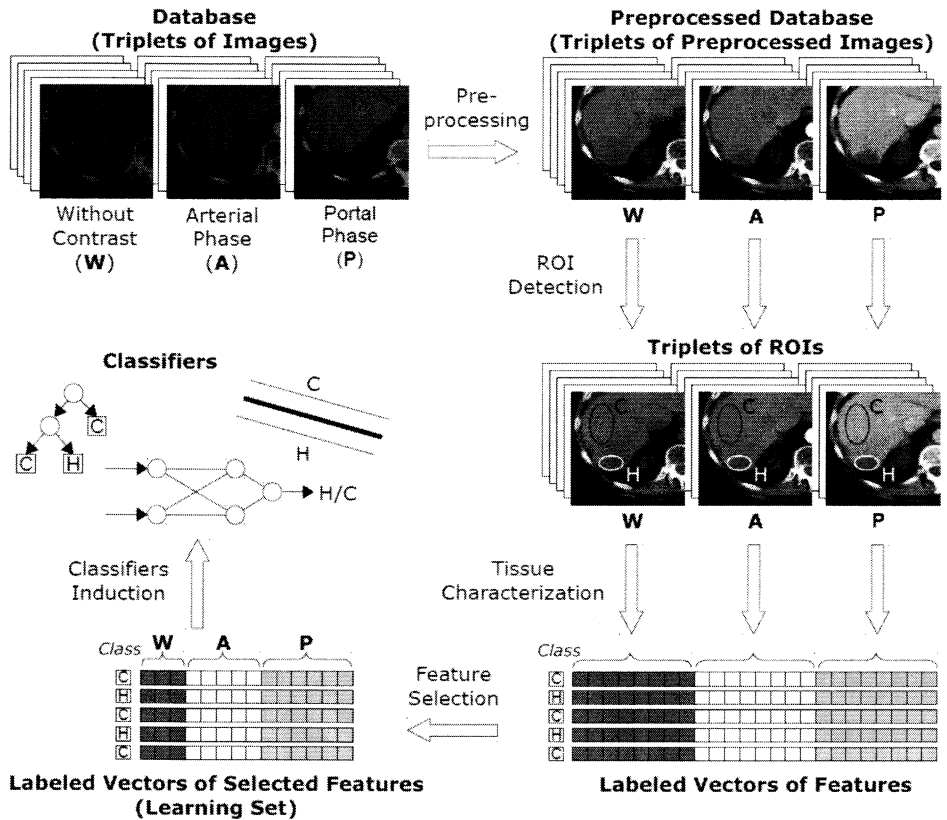 Database
(Triplets of Images)
Without
Contrast
(W)
Arterial
Phase
(A)
Portal
Phase
(P)
Pre-
processing
Preprocessed Database
(Triplets of Preprocessed Images)
W
A
P
ROI
Detection
Triplets of ROIs
C
H
C
H
C
H
W
A
P
Tissue
Characterization
Class
C
H
C
H
C
Labeled Vectors of Features
Feature
Selection
Class
W
A
P
C
H
C
H
C
Labeled Vectors of Selected Features
(Learning Set)
Classifiers
Induction
Classifiers
C
C
H
C
H
H/C